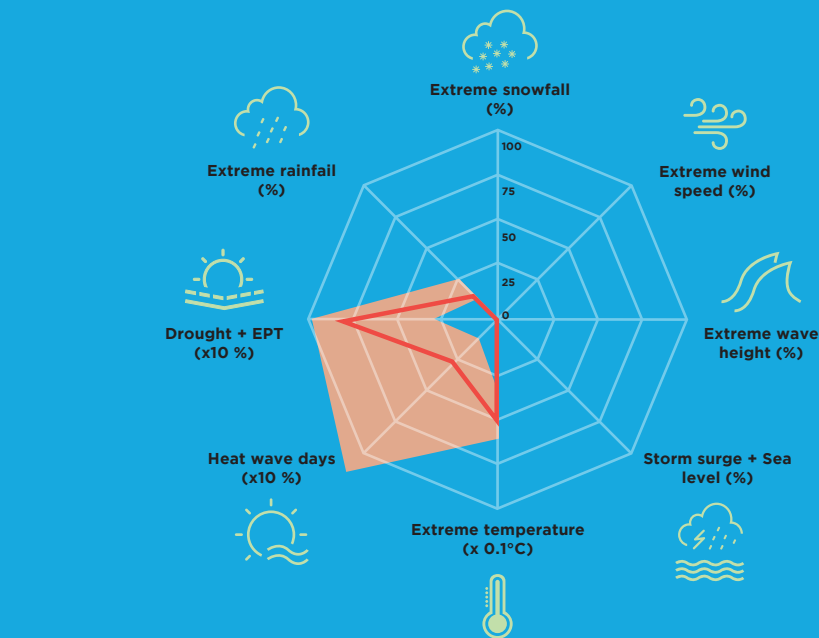 Extreme snowfall
(%)
100
75
50
25
0
Extreme wind
speed (%)
Extreme wave
height (%)
Storm surge + Sea
level (%)
Extreme temperature
(x 0.1°C)
Heat wave days
(x10 %)
Drought + EPT
(x10 %)
Extreme rainfail
(%)